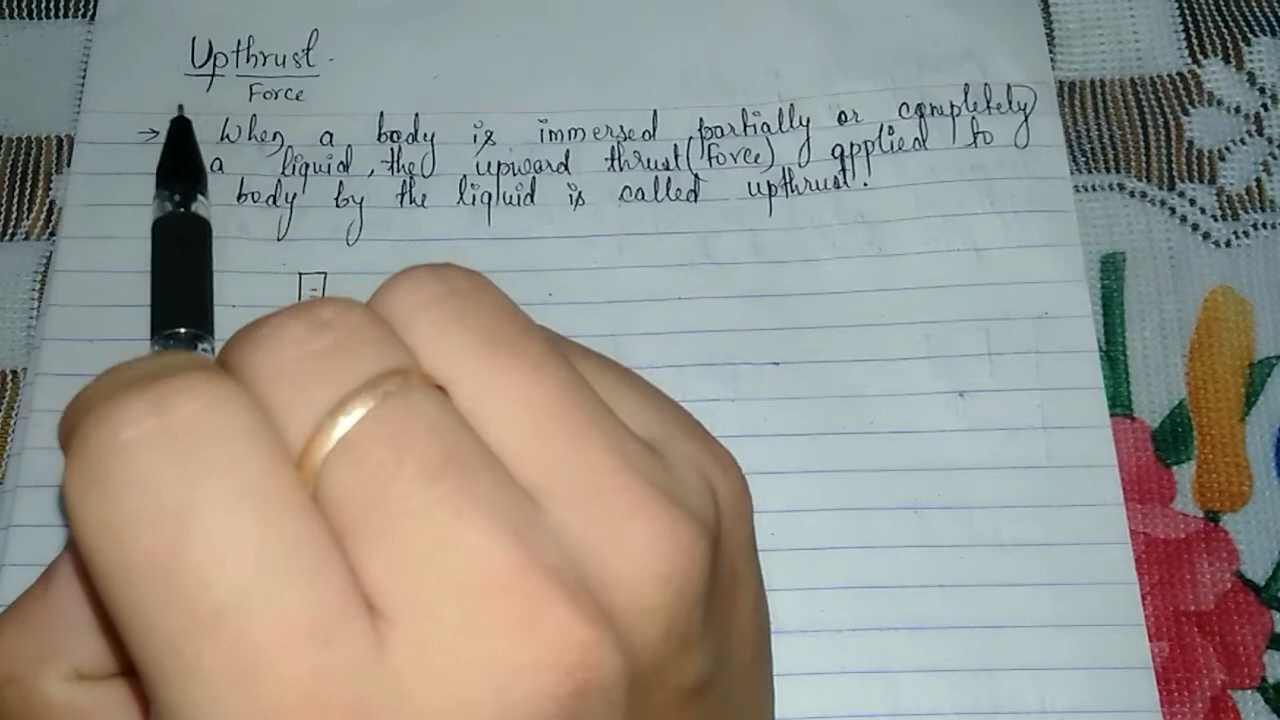 Upthrust
Force
→ When a body is immersed partially or completely
a liquid, the upward thrust (Force) applied to
body by the liquid is called upthrust.